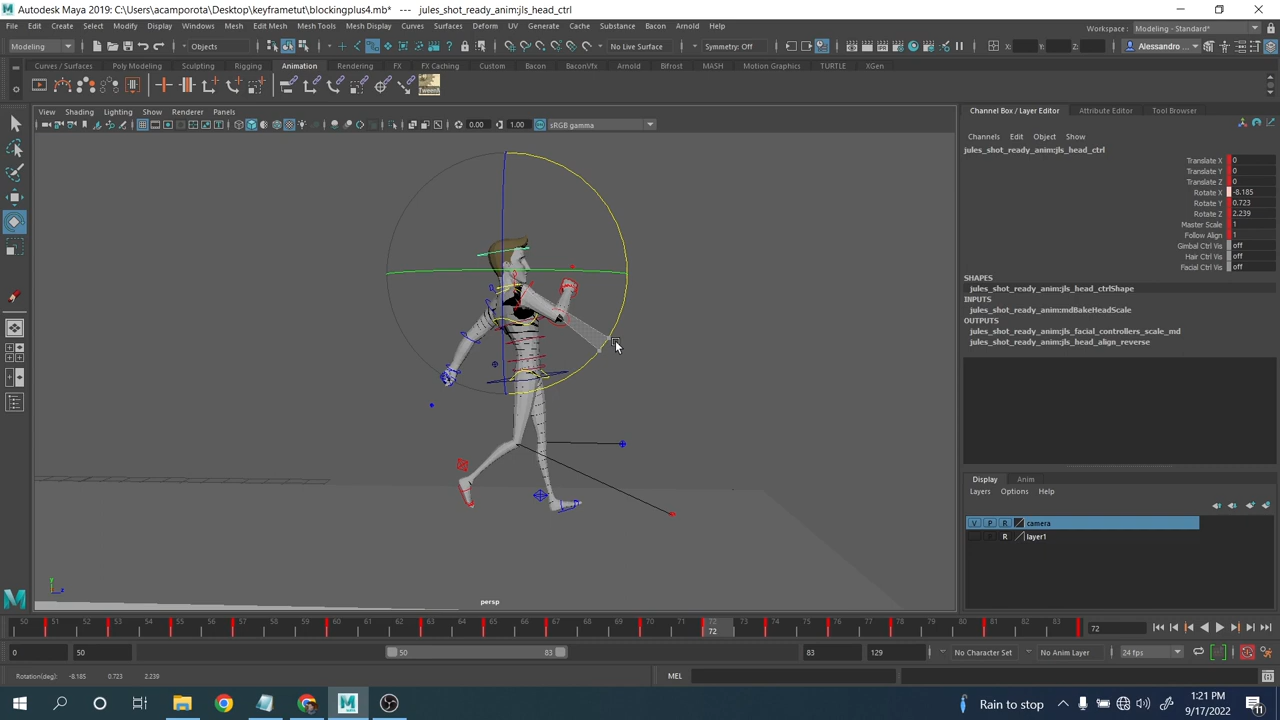 Autodesk Maya 2019: C:\Users\acamporota\Desktop\keyframetut\blockingplus4.mb* --- jules_shot_ready_anim:jls_head_ctrl
File Edit Create Select Modify Display Windows Mesh Edit Mesh Mesh Tools Mesh Display Curves Surfaces Deform UV Generate Cache Substance Bacon Arnold Help
Workspace : Modeling - Standard*
Modeling Objects No Live Surface Symmetry: Off X: Y: Z: Alessandro ...
Curves / Surfaces Poly Modeling Sculpting Rigging Animation Rendering FX FX Caching Custom Bacon BaconVfx Arnold Bifrost MASH Motion Graphics TURTLE XGen
View Shading Lighting Show Renderer Panels
0.00 1.00 sRGB gamma
Channel Box / Layer Editor Attribute Editor Tool Browser
Channels Edit Object Show
jules_shot_ready_anim:jls_head_ctrl
Translate X 0
Translate Y 0
Translate Z 0
Rotate X -8.185
Rotate Y 0.723
Rotate Z 2.239
Master Scale 1
Follow Align 1
Gimbal Ctrl Vis off
Hair Ctrl Vis off
Facial Ctrl Vis off
SHAPES
jules_shot_ready_anim:jls_head_ctrlShape
INPUTS
jules_shot_ready_anim:mdBakeHeadScale
OUTPUTS
jules_shot_ready_anim:jls_facial_controllers_scale_md
jules_shot_ready_anim:jls_head_align_reverse
Display Anim
Layers Options Help
V P R camera
R layer1
y z
persp
50 51 52 53 54 55 56 57 58 59 60 61 62 63 64 65 66 67 68 69 70 71 72 73 74 75 76 77 78 79 80 81 82 83
72
72
0 50 50 83 83 129 No Character Set No Anim Layer 24 fps
Rotation(deg): -8.185 0.723 2.239 MEL
Rain to stop 1:21 PM
9/17/2022
11